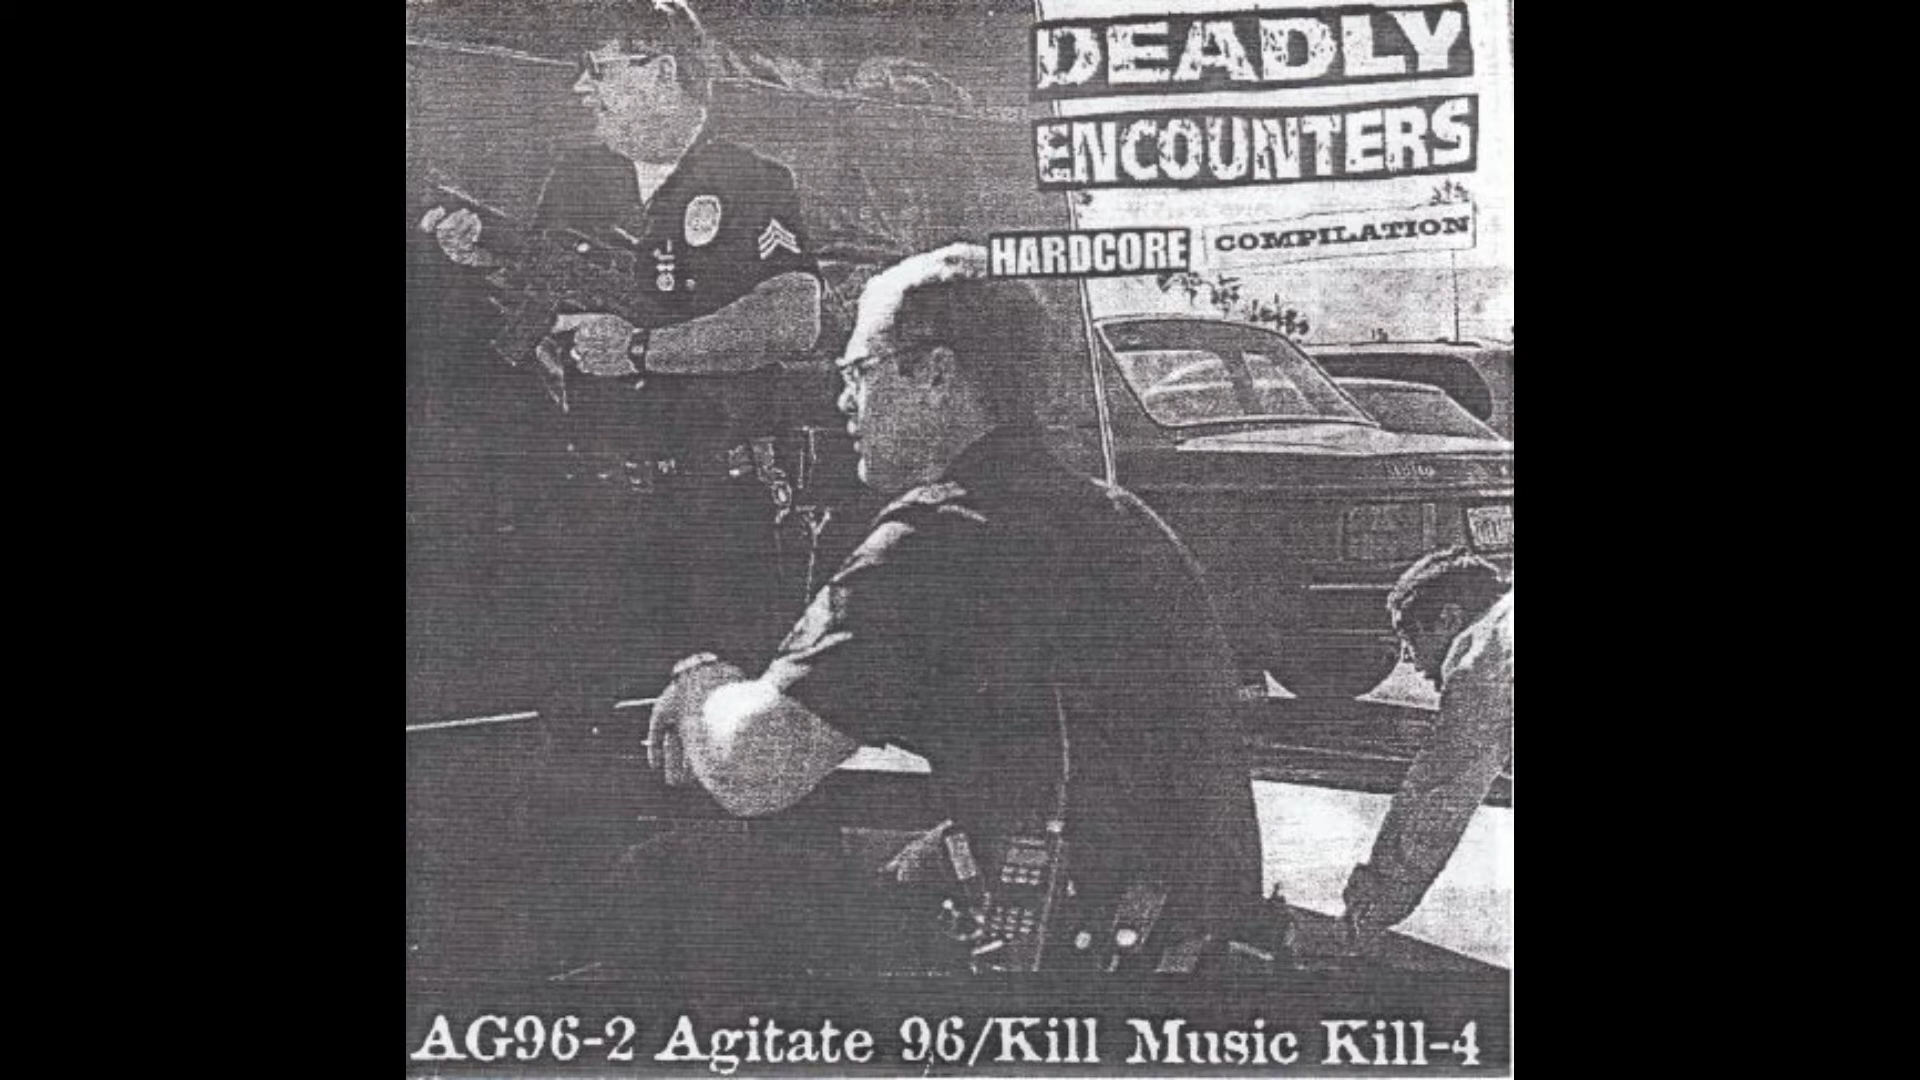 DEADLY
ENCOUNTERS
HARDCORE COMPILATION
AG96-2 Agitate 96/Kill Music Kill-4